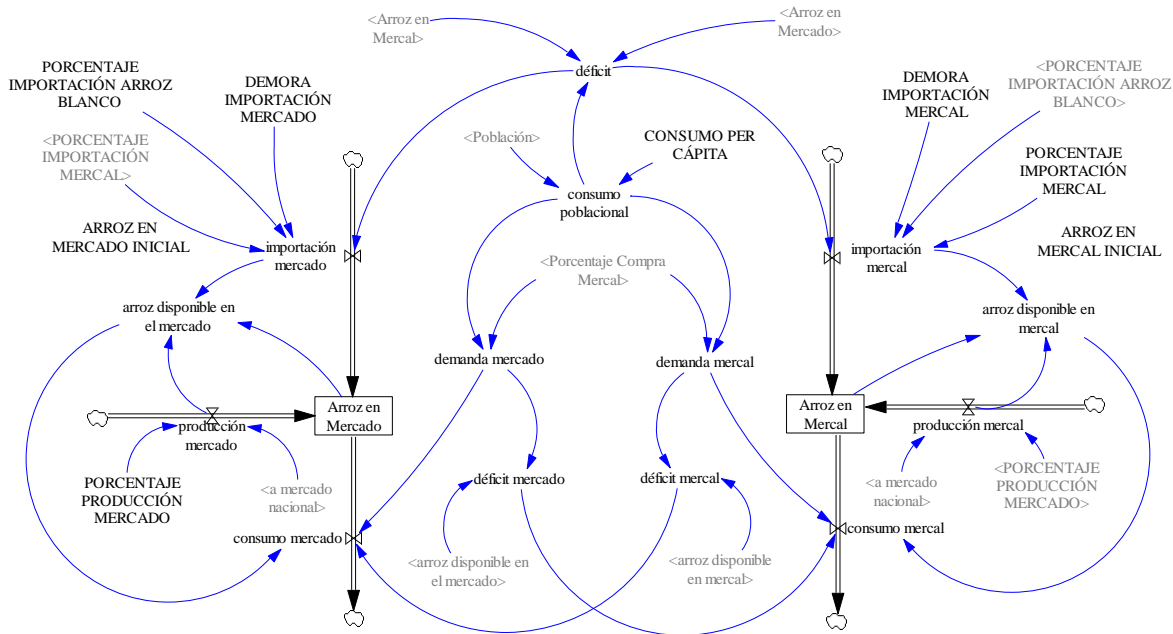 <Arroz en
Mercal>
<Arroz en
Mercado>
déficit
PORCENTAJE
IMPORTACIÓN ARROZ
BLANCO
DEMORA
IMPORTACIÓN
MERCADO
DEMORA
IMPORTACIÓN
MERCAL
<PORCENTAJE
IMPORTACIÓN ARROZ
BLANCO>
<PORCENTAJE
IMPORTACIÓN
MERCAL>
<Población>
CONSUMO PER
CÁPITA
PORCENTAJE
IMPORTACIÓN
MERCAL
consumo
poblacional
ARROZ EN
MERCADO INICIAL
importación
mercado
importación
mercal
ARROZ EN
MERCAL INICIAL
<Porcentaje Compra
Mercal>
arroz disponible en
el mercado
arroz disponible en
mercal
demanda mercado
demanda mercal
Arroz en
Mercado
Arroz en
Mercal
producción
mercado
producción mercal
PORCENTAJE
PRODUCCIÓN
MERCADO
<a mercado
nacional>
déficit mercado
déficit mercal
<a mercado
nacional>
<PORCENTAJE
PRODUCCIÓN
MERCADO>
consumo mercado
consumo mercal
<arroz disponible en
el mercado>
<arroz disponible
en mercal>